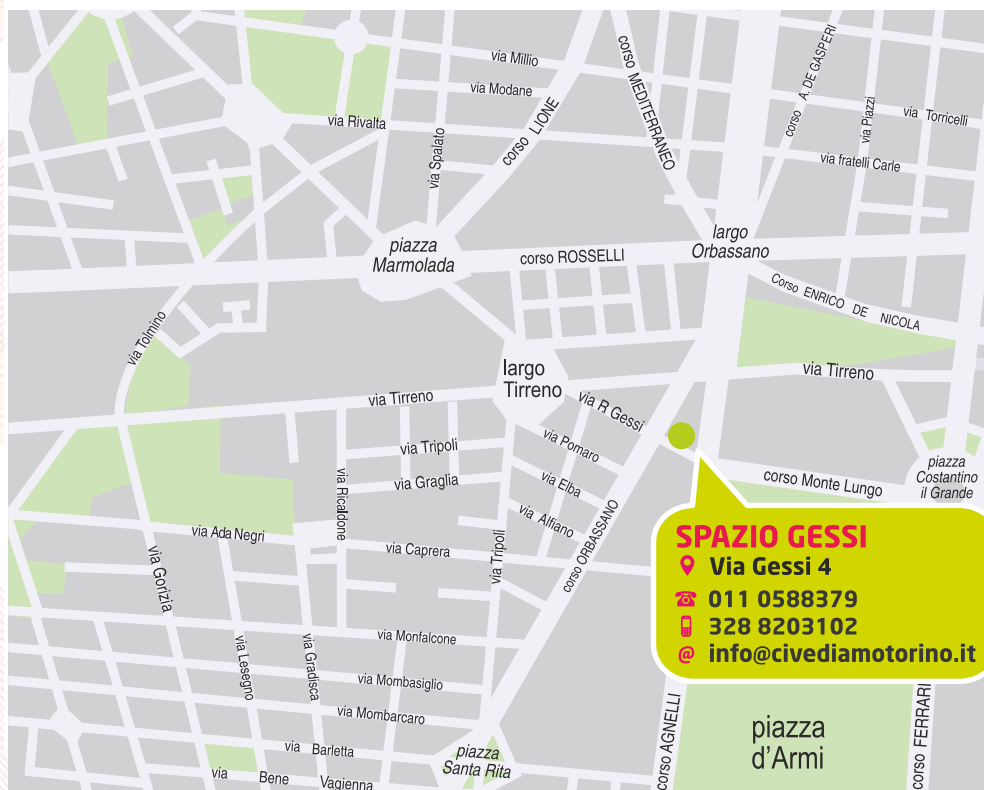 via Millio
via Modane
via Rivalta
via Spalato
corso LIONE
corso MEDITERRANEO
corso A. DE GASPERI
via Piazzi
via Torricelli
via fratelli Carle
piazza
Marmolada
corso ROSSELLI
largo
Orbassano
Corso ENRICO DE NICOLA
via Tolmino
largo
Tirreno
via Tirreno
via Tirreno
via R Gessi
via Tripoli
via Pomaro
via Graglia
via Elba
via Alfiano
via Ricaldone
corso Monte Lungo
piazza
Costantino
il Grande
via Ada Negri
via Caprera
via Tripoli
corso ORBASSANO
via Gorizia
SPAZIO GESSI
Via Gessi 4
011 0588379
328 8203102
@ info@civediamotorino.it
via Monfalcone
via Lesegno
via Gradisca
via Mombasiglio
via Mombarcaro
via Barletta
via Bene Vagienna
piazza
Santa Rita
corso AGNELLI
piazza
d'Armi
corso FERRARI